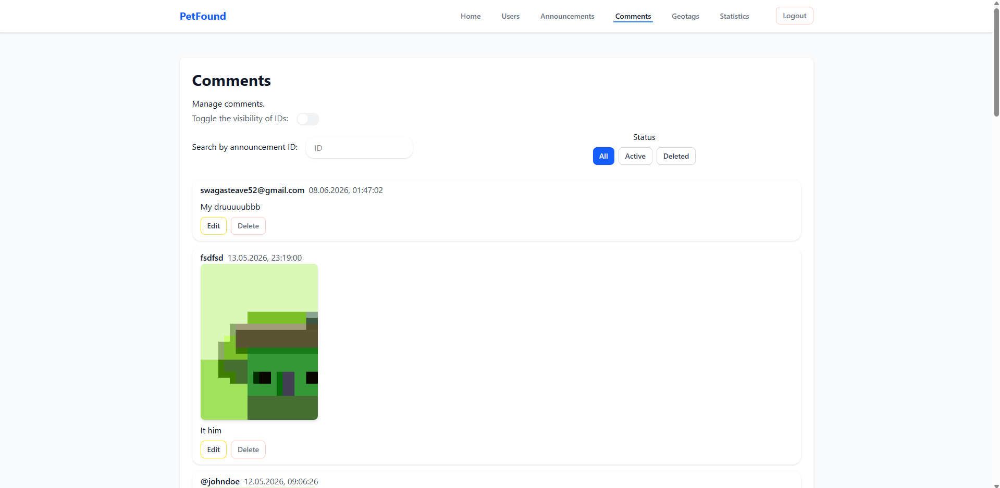 PetFound
Home Users Announcements Comments Geotags Statistics Logout
Comments
Manage comments.
Toggle the visibility of IDs:
Status
Search by announcement ID: ID
All Active Deleted
swagasteave52@gmail.com 08.06.2026, 01:47:02
My druuuuubbb
Edit Delete
fsdfsd 13.05.2026, 23:19:00
It him
Edit Delete
@johndoe 12.05.2026, 09:06:26